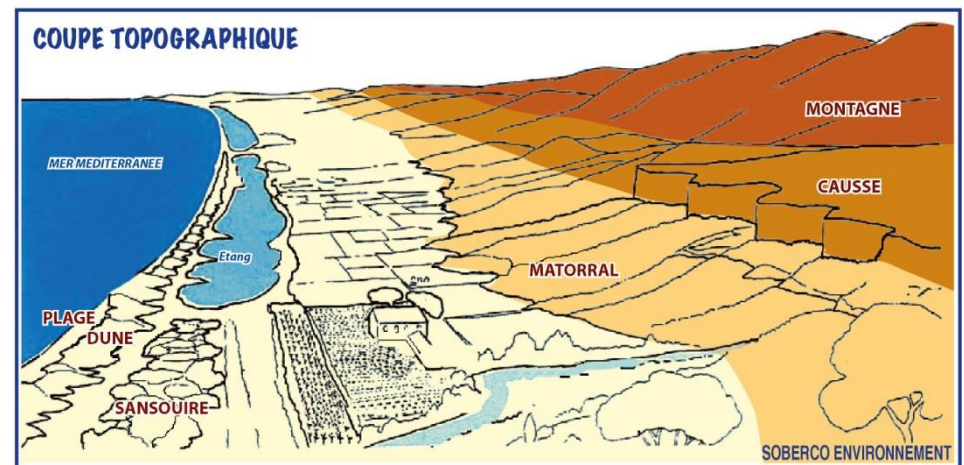 COUPE TOPOGRAPHIQUE
MONTAGNE
MER MEDITERRANEE
CAUSSE
Etang
MATORRAL
PLAGE
DUNE
SANSOUIRE
SOBERCO ENVIRONNEMENT